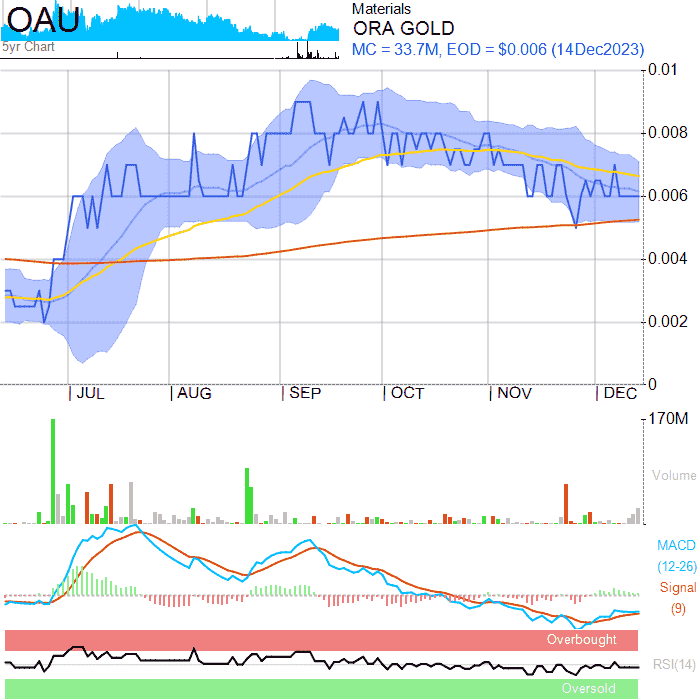 OAU
5yr Chart
Materials
ORA GOLD
MC = 33.7M, EOD = $0.006 (14Dec2023)
0.01
0.008
0.006
0.004
0.002
0
JUL AUG SEP OCT NOV DEC
170M
Volume
MACD
(12-26)
Signal
(9)
Overbought
RSI(14)
Oversold